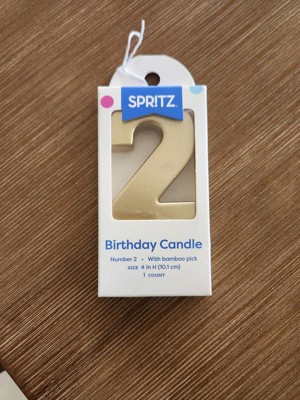 SPRITZ
2
Birthday Candle
Number 2 • With bamboo pick
SIZE 4 in H (10.1 cm)
1 COUNT